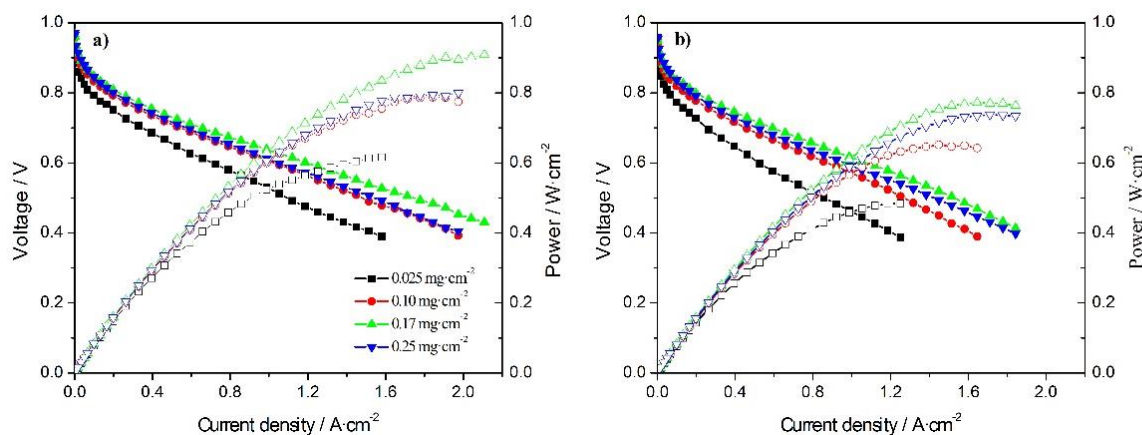 a)
Voltage / V
1.0
0.8
0.6
0.4
0.2
0.0
0.0 0.4 0.8 1.2 1.6 2.0
Current density / A·cm⁻²
1.0
0.8
0.6
0.4
0.2
0.0
Power / W·cm⁻²
0.025 mg·cm⁻²
0.10 mg·cm⁻²
0.17 mg·cm⁻²
0.25 mg·cm⁻²
b)
Voltage / V
1.0
0.8
0.6
0.4
0.2
0.0
0.0 0.4 0.8 1.2 1.6 2.0
Current density / A·cm⁻²
1.0
0.8
0.6
0.4
0.2
0.0
Power / W·cm⁻²